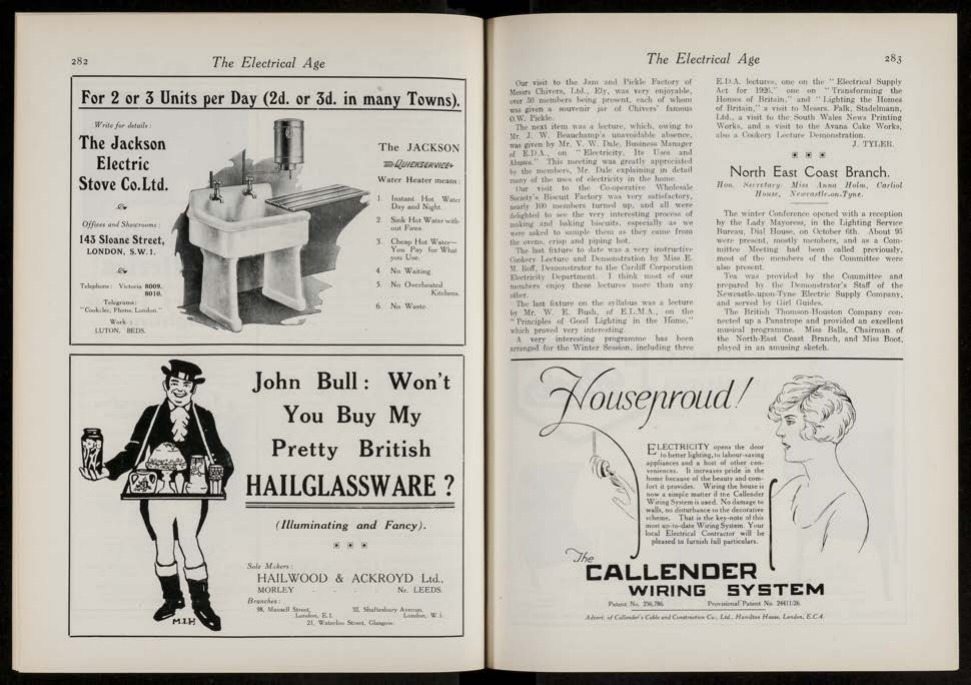 282
The Electrical Age
For 2 or 3 Units per Day (2d. or 3d. in many Towns).
Write for details :
The Jackson
Electric
Stove Co. Ltd.
Offices and Showrooms :
143 Sloane Street,
LONDON, S.W. 1.
Telephone : Victoria 8009.
8010.
Telegrams :
"Cooksler, Phone, London."
Work :
LUTON, BEDS.
The JACKSON
QUICKSERVICE
Water Heater means :
1. Instant Hot Water
Day and Night.
2. Sink Hot Water with-
out Fires.
3. Cheap Hot Water—
You Pay for What
you Use.
4. No Waiting
5. No Overheated
Kitchens.
6. No Waste.
John Bull : Won't
You Buy My
Pretty British
HAILGLASSWARE ?
(Illuminating and Fancy).
Sole Makers :
HAILWOOD & ACKROYD Ltd.,
MORLEY - - Nr. LEEDS.
Branches :
98, Mansell Street, 52, Shaftesbury Avenue,
London, E.1. London, W.1.
21, Waterloo Street, Glasgow.
M.I.H
The Electrical Age
283
Our visit to the Jam and Pickle Factory of
Messrs Chivers, Ltd., Ely, was very enjoyable,
over 50 members being present, each of whom
was given a souvenir jar of Chivers' famous
O.W. Pickle.
The next item was a lecture, which, owing to
Mr. J. W. Beauchamp's unavoidable absence,
was given by Mr. V. W. Dale, Business Manager
of E.D.A., on "Electricity, Its Uses and
Abuses." This meeting was greatly appreciated
by the members, Mr. Dale explaining in detail
many of the uses of electricity in the home.
Our visit to the Co-operative Wholesale
Society's Biscuit Factory was very satisfactory,
nearly 100 members turned up, and all were
delighted to see the very interesting process of
making and baking biscuits, especially as we
were asked to sample them as they came from
the ovens, crisp and piping hot.
The last fixture to date was a very instructive
Cookery Lecture and Demonstration by Miss E.
M. Roff, Demonstrator to the Cardiff Corporation
Electricity Department. I think most of our
members enjoy these lectures more than any
other.
The last fixture on the syllabus was a lecture
by Mr. W. E. Bush, of E.L.M.A., on the
"Principles of Good Lighting in the Home,"
which proved very interesting.
A very interesting programme has been
arranged for the Winter Session, including three
E.D.A. lectures, one on the "Electrical Supply
Act for 1926," one on "Transforming the
Homes of Britain," and "Lighting the Homes
of Britain," a visit to Messrs. Falk, Stadelmann,
Ltd., a visit to the South Wales News Printing
Works, and a visit to the Avana Cake Works,
also a Cookery Lecture Demonstration.
J. TYLER.
North East Coast Branch.
Hon. Secretary Miss Anna Holm, Carliol
House, Newcastle-on-Tyne.
The winter Conference opened with a reception
by the Lady Mayoress, in the Lighting Service
Bureau, Dial House, on October 6th. About 95
were present, mostly members, and as a Com-
mittee Meeting had been called previously,
most of the members of the Committee were
also present.
Tea was provided by the Committee and
prepared by the Demonstrator's Staff of the
Newcastle-upon-Tyne Electric Supply Company,
and served by Girl Guides.
The British Thomson-Houston Company con-
nected up a Panatrope and provided an excellent
musical programme. Miss Balls, Chairman of
the North-East Coast Branch, and Miss Boot,
played in an amusing sketch.
Houseproud!
ELECTRICITY opens the door
to better lighting, to labour-saving
appliances and a host of other con-
veniences. It increases pride in the
home because of the beauty and com-
fort it provides. Wiring the house is
now a simple matter if the Callender
Wiring System is used. No damage to
walls, no disturbance to the decorative
scheme. That is the key-note of this
most up-to-date Wiring System. Your
local Electrical Contractor will be
pleased to furnish full particulars.
The
CALLENDER
WIRING SYSTEM
Patent No. 256,786. Provisional Patent No. 24411/26.
Advert. of Callender's Cable and Construction Co., Ltd., Hamilton House, London, E.C.4.